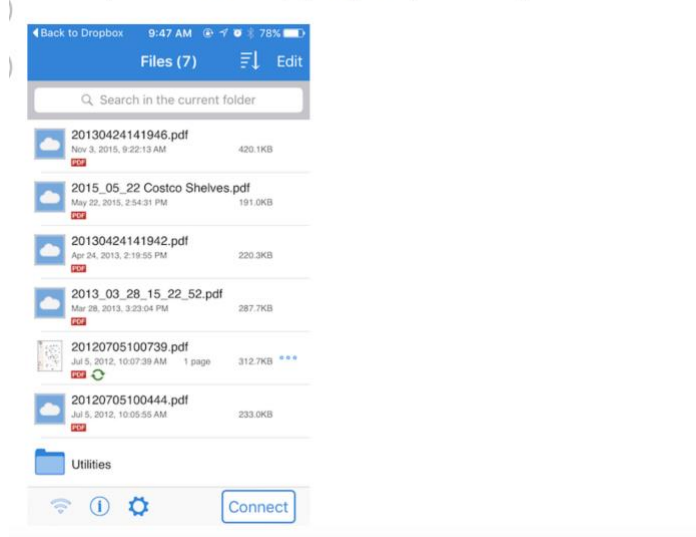 Back to Dropbox 9:47 AM 78%
Files (7) Edit
Search in the current folder
20130424141946.pdf
Nov 3, 2015, 9:22:13 AM 420.1KB
PDF
2015_05_22 Costco Shelves.pdf
May 22, 2015, 2:54:31 PM 191.0KB
PDF
20130424141942.pdf
Apr 24, 2013, 2:19:55 PM 220.3KB
PDF
2013_03_28_15_22_52.pdf
Mar 28, 2013, 3:23:04 PM 287.7KB
PDF
20120705100739.pdf
Jul 5, 2012, 10:07:39 AM 1 page 312.7KB
PDF
20120705100444.pdf
Jul 5, 2012, 10:05:55 AM 233.0KB
PDF
Utilities
Connect